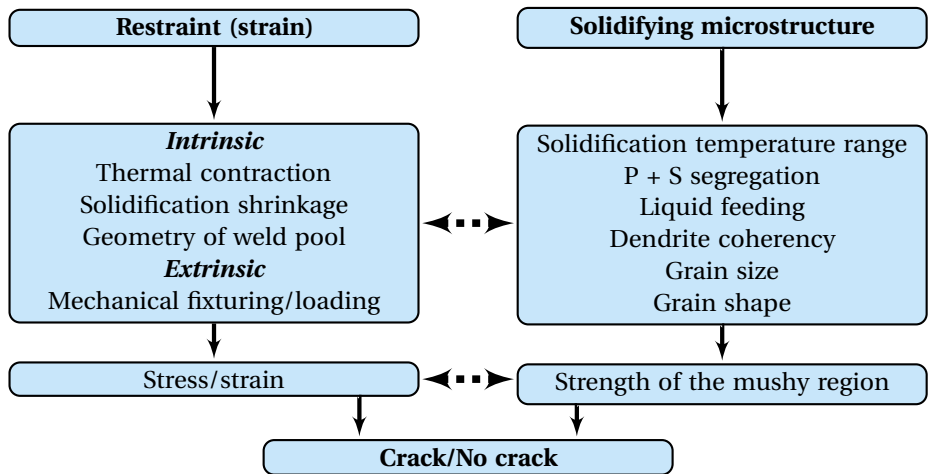 Restraint (strain)
Solidifying microstructure
Intrinsic
Thermal contraction
Solidification shrinkage
Geometry of weld pool
Extrinsic
Mechanical fixturing/loading
Solidification temperature range
P + S segregation
Liquid feeding
Dendrite coherency
Grain size
Grain shape
Stress/strain
Strength of the mushy region
Crack/No crack